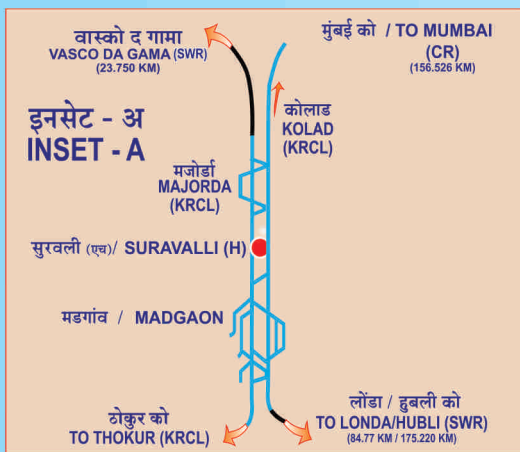 वास्को द गामा
VASCO DA GAMA (SWR)
(23.750 KM)
मुंबई को / TO MUMBAI
(CR)
(156.526 KM)
इनसेट - अ
INSET - A
कोलाड
KOLAD
(KRCL)
मजोर्डा
MAJORDA
(KRCL)
सुरवली (एच)/ SURAVALLI (H)
मडगांव / MADGAON
ठोकुर को
TO THOKUR (KRCL)
लोंडा / हुबली को
TO LONDA/HUBLI (SWR)
(84.77 KM / 175.220 KM)